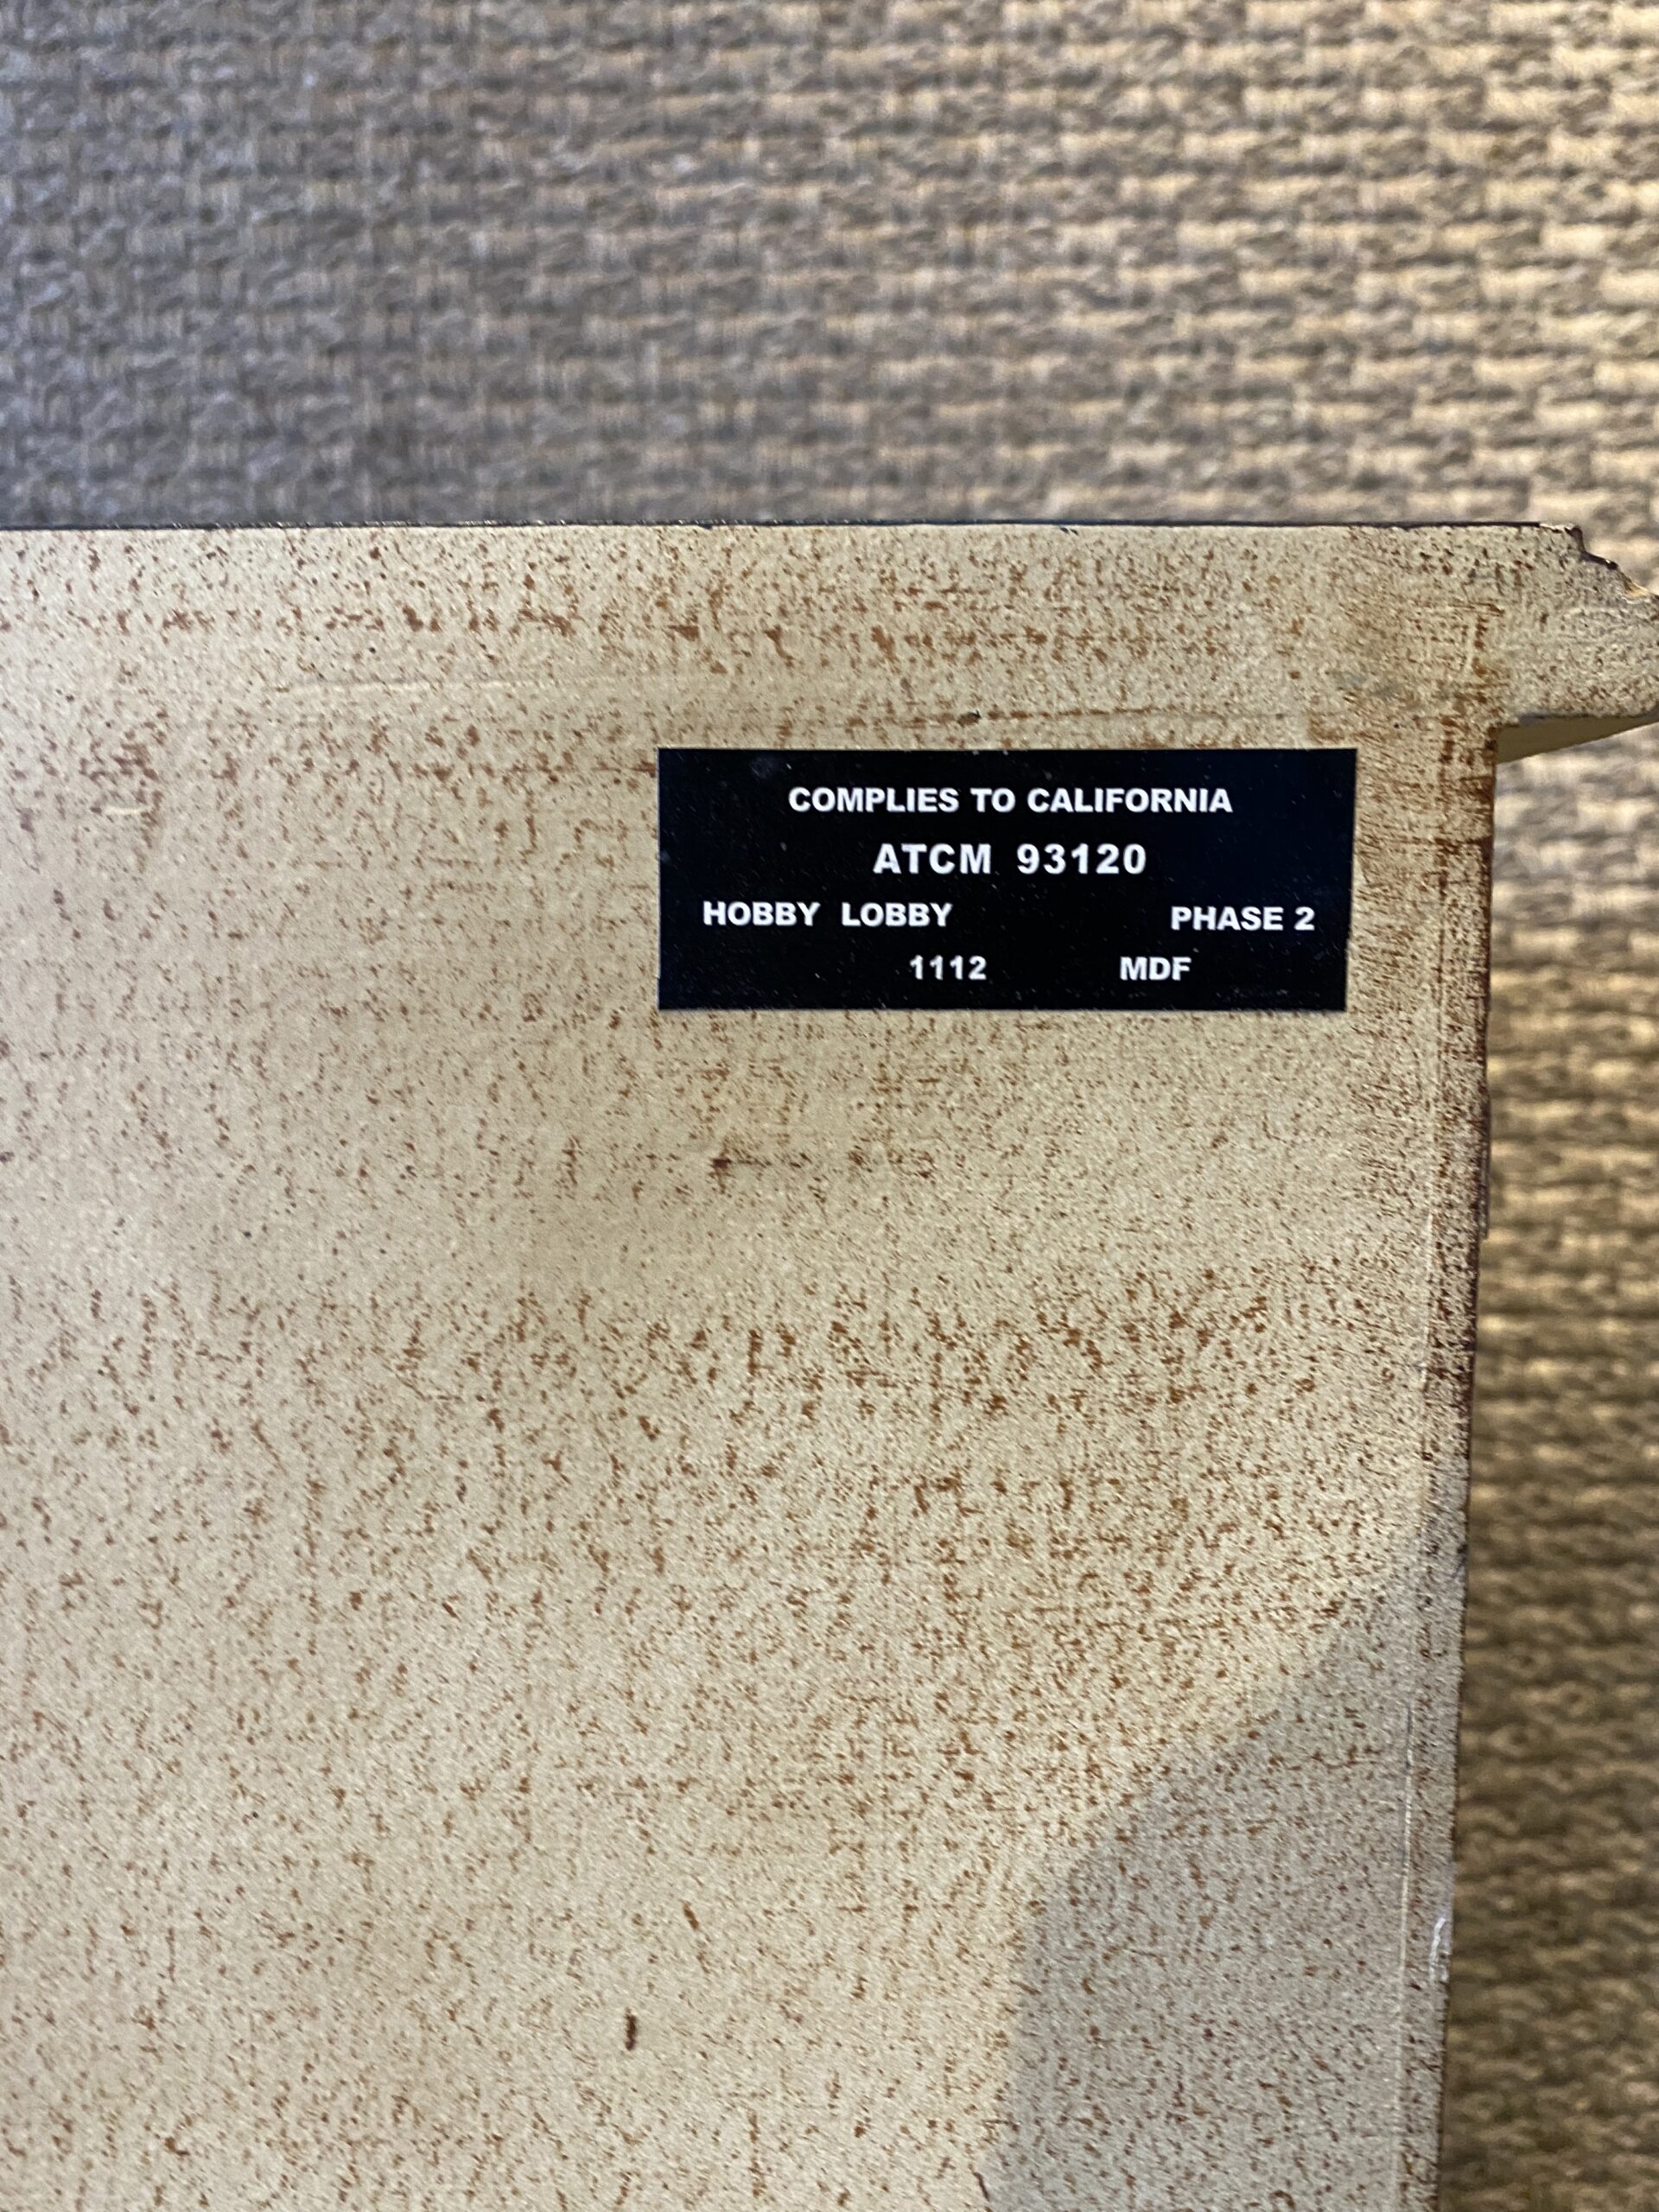 COMPLIES TO CALIFORNIA
ATCM 93120
HOBBY LOBBY PHASE 2
1112 MDF